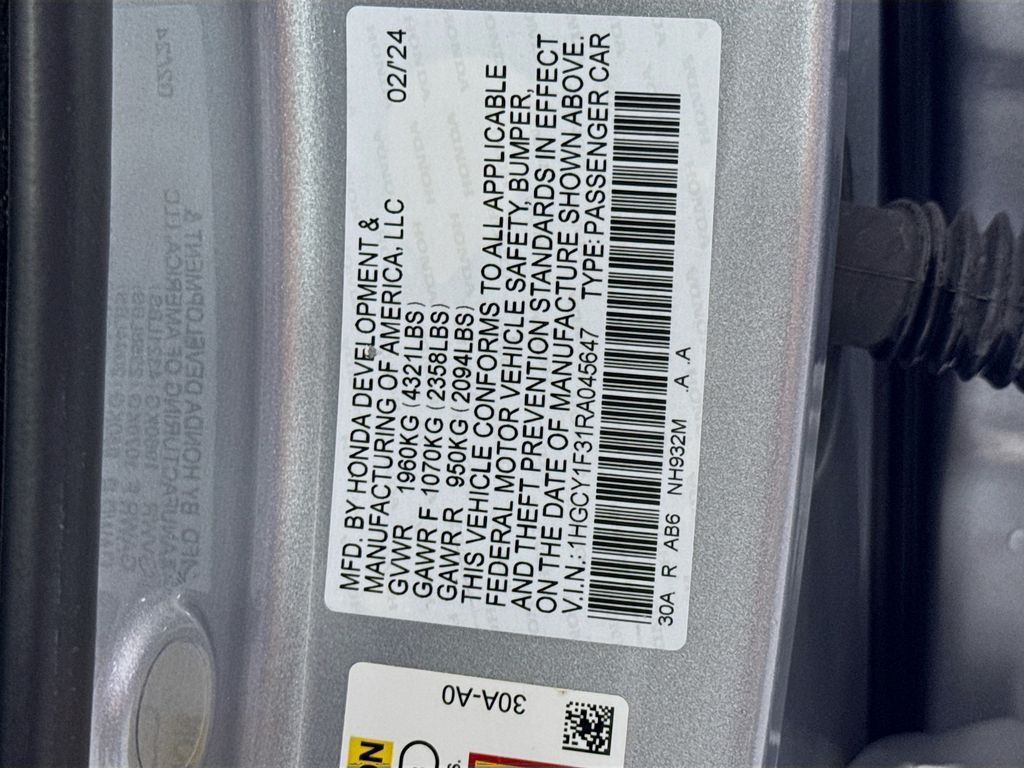 MFD. BY HONDA DEVELOPMENT &
MANUFACTURING OF AMERICA, LLC 02/'24
GVWR 1960KG (4321LBS)
GAWR F 1070KG (2358LBS)
GAWR R 950KG (2094LBS)
THIS VEHICLE CONFORMS TO ALL APPLICABLE
FEDERAL MOTOR VEHICLE SAFETY, BUMPER,
AND THEFT PREVENTION STANDARDS IN EFFECT
ON THE DATE OF MANUFACTURE SHOWN ABOVE.
V.I.N.: 1HGCY1F31RA045647 TYPE: PASSENGER CAR
30A R AB6 NH932M .A .A
30A-A0